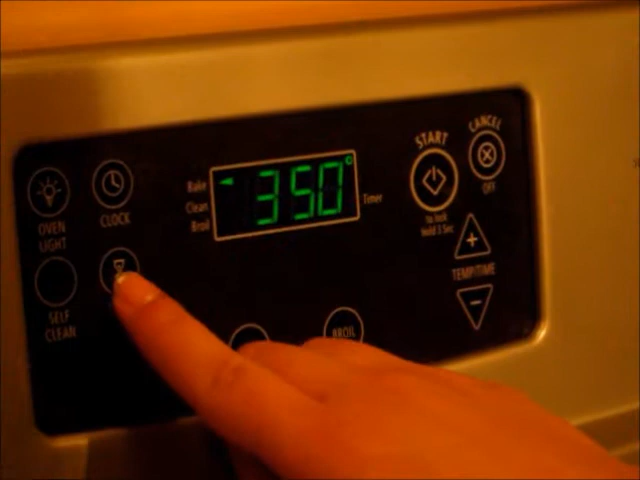 OVEN
LIGHT
CLOCK
SELF
CLEAN
Bake
Clean
Broil
350°
Timer
BROIL
START
to lock
hold 3 Sec
CANCEL
OFF
TEMP/TIME